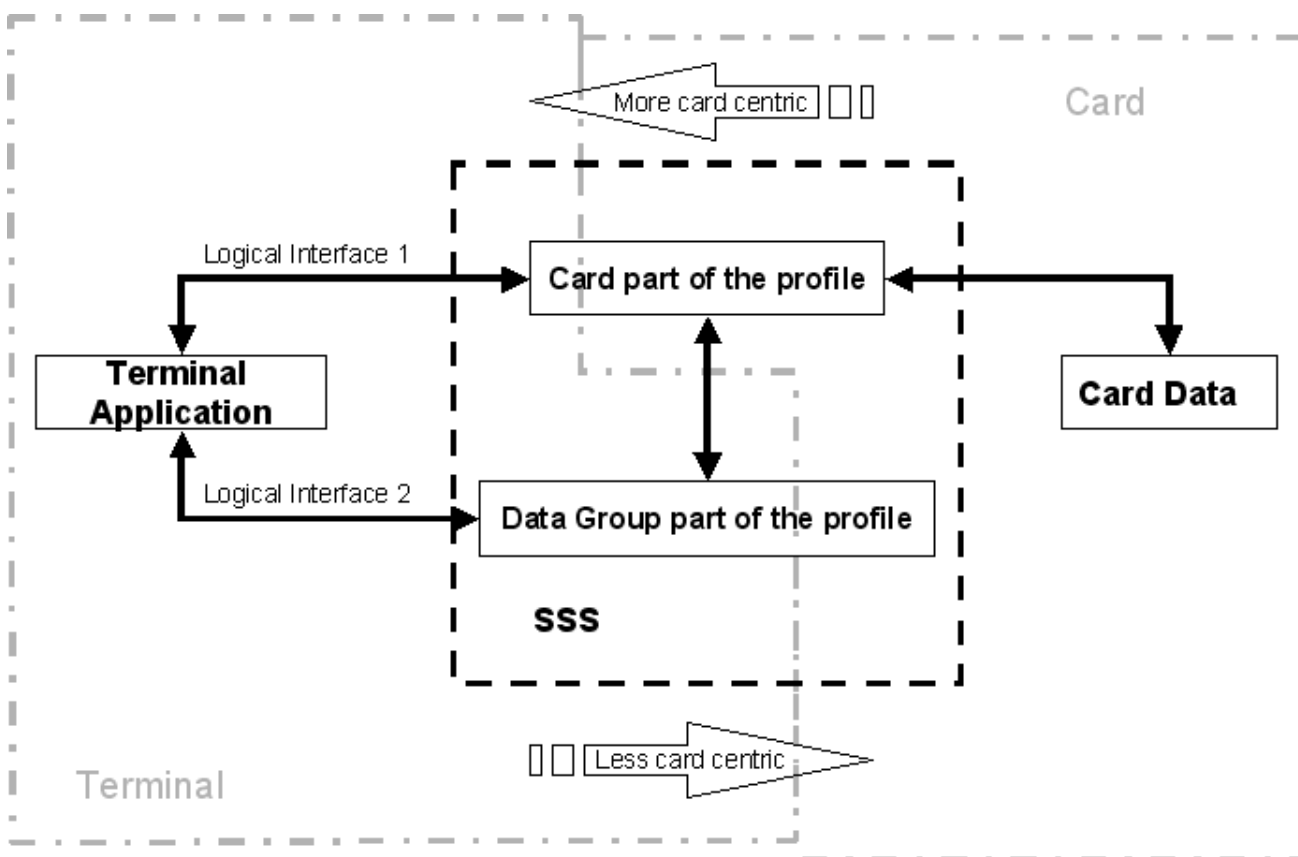 More card centric
Card
Logical Interface 1
Card part of the profile
Terminal
Application
Card Data
Logical Interface 2
Data Group part of the profile
SSS
Less card centric
Terminal